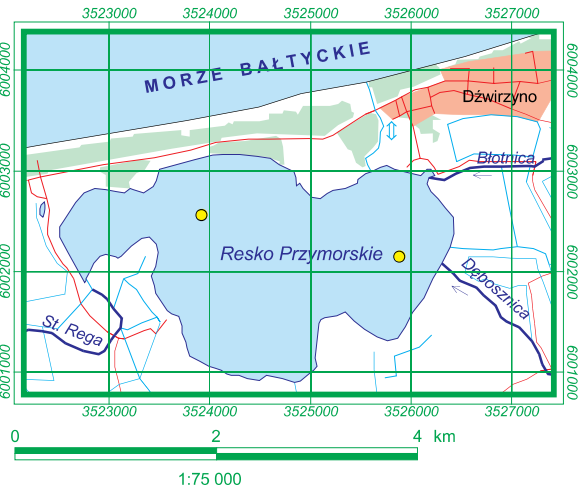 3523000 3524000 3525000 3526000 3527000
6004000 6004000
MORZE BAŁTYCKIE
Dźwirzyno
Błotnica
6003000 6003000
Resko Przymorskie
Dębosznica
6002000 6002000
St. Rega
6001000 6001000
3523000 3524000 3525000 3526000 3527000
0 2 4 km
1:75 000